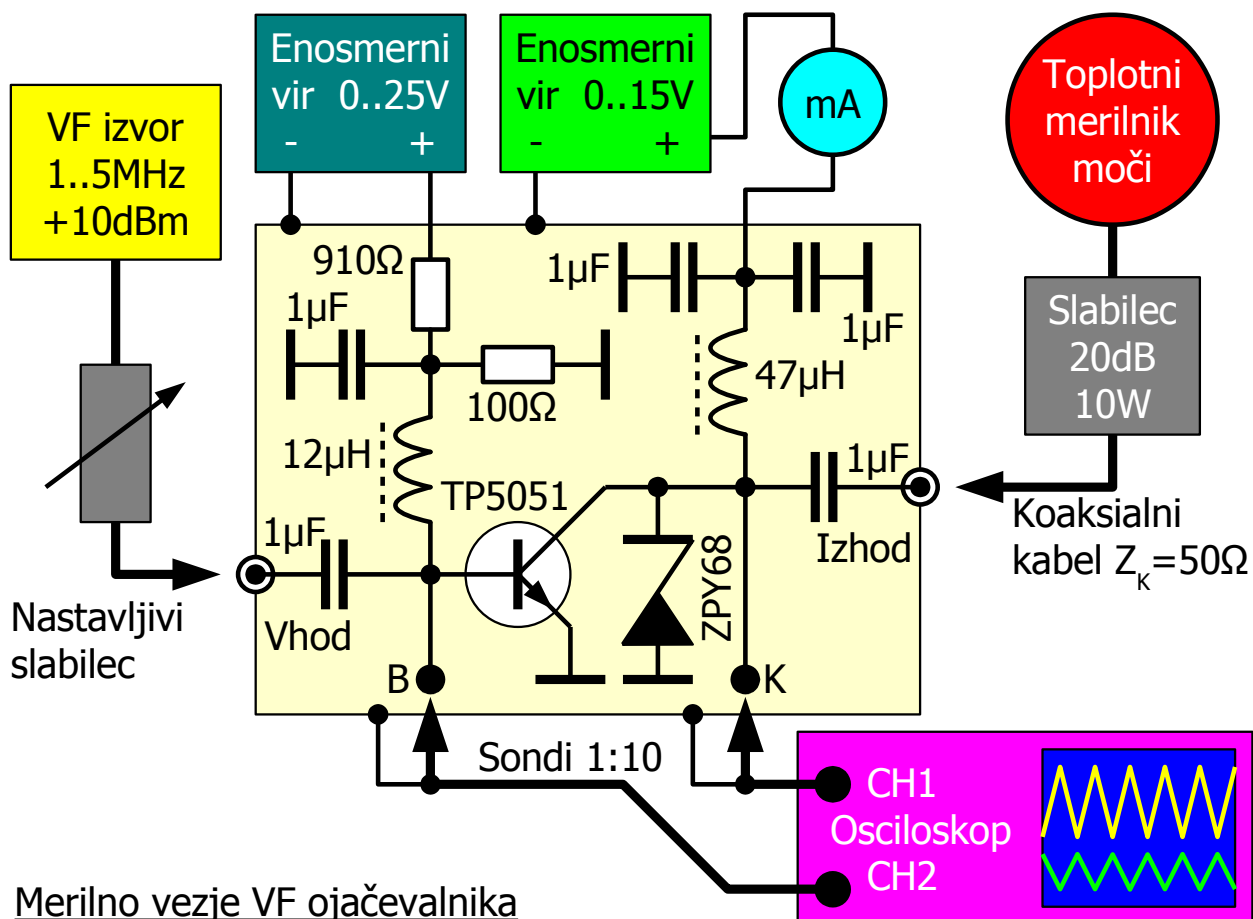 Enosmerni
vir 0..25V
- +
Enosmerni
vir 0..15V
- +
mA
Toplotni
merilnik
moči
VF izvor
1..5MHz
+10dBm
910Ω
1µF
100Ω
12µH
1µF
1µF
47µH
Slabilec
20dB
10W
TP5051
1µF
1µF
Izhod
Koaksialni
kabel ZK=50Ω
ZPY68
Vhod
Nastavljivi
slabilec
B
K
Sondi 1:10
CH1
Osciloskop
CH2
Merilno vezje VF ojačevalnika